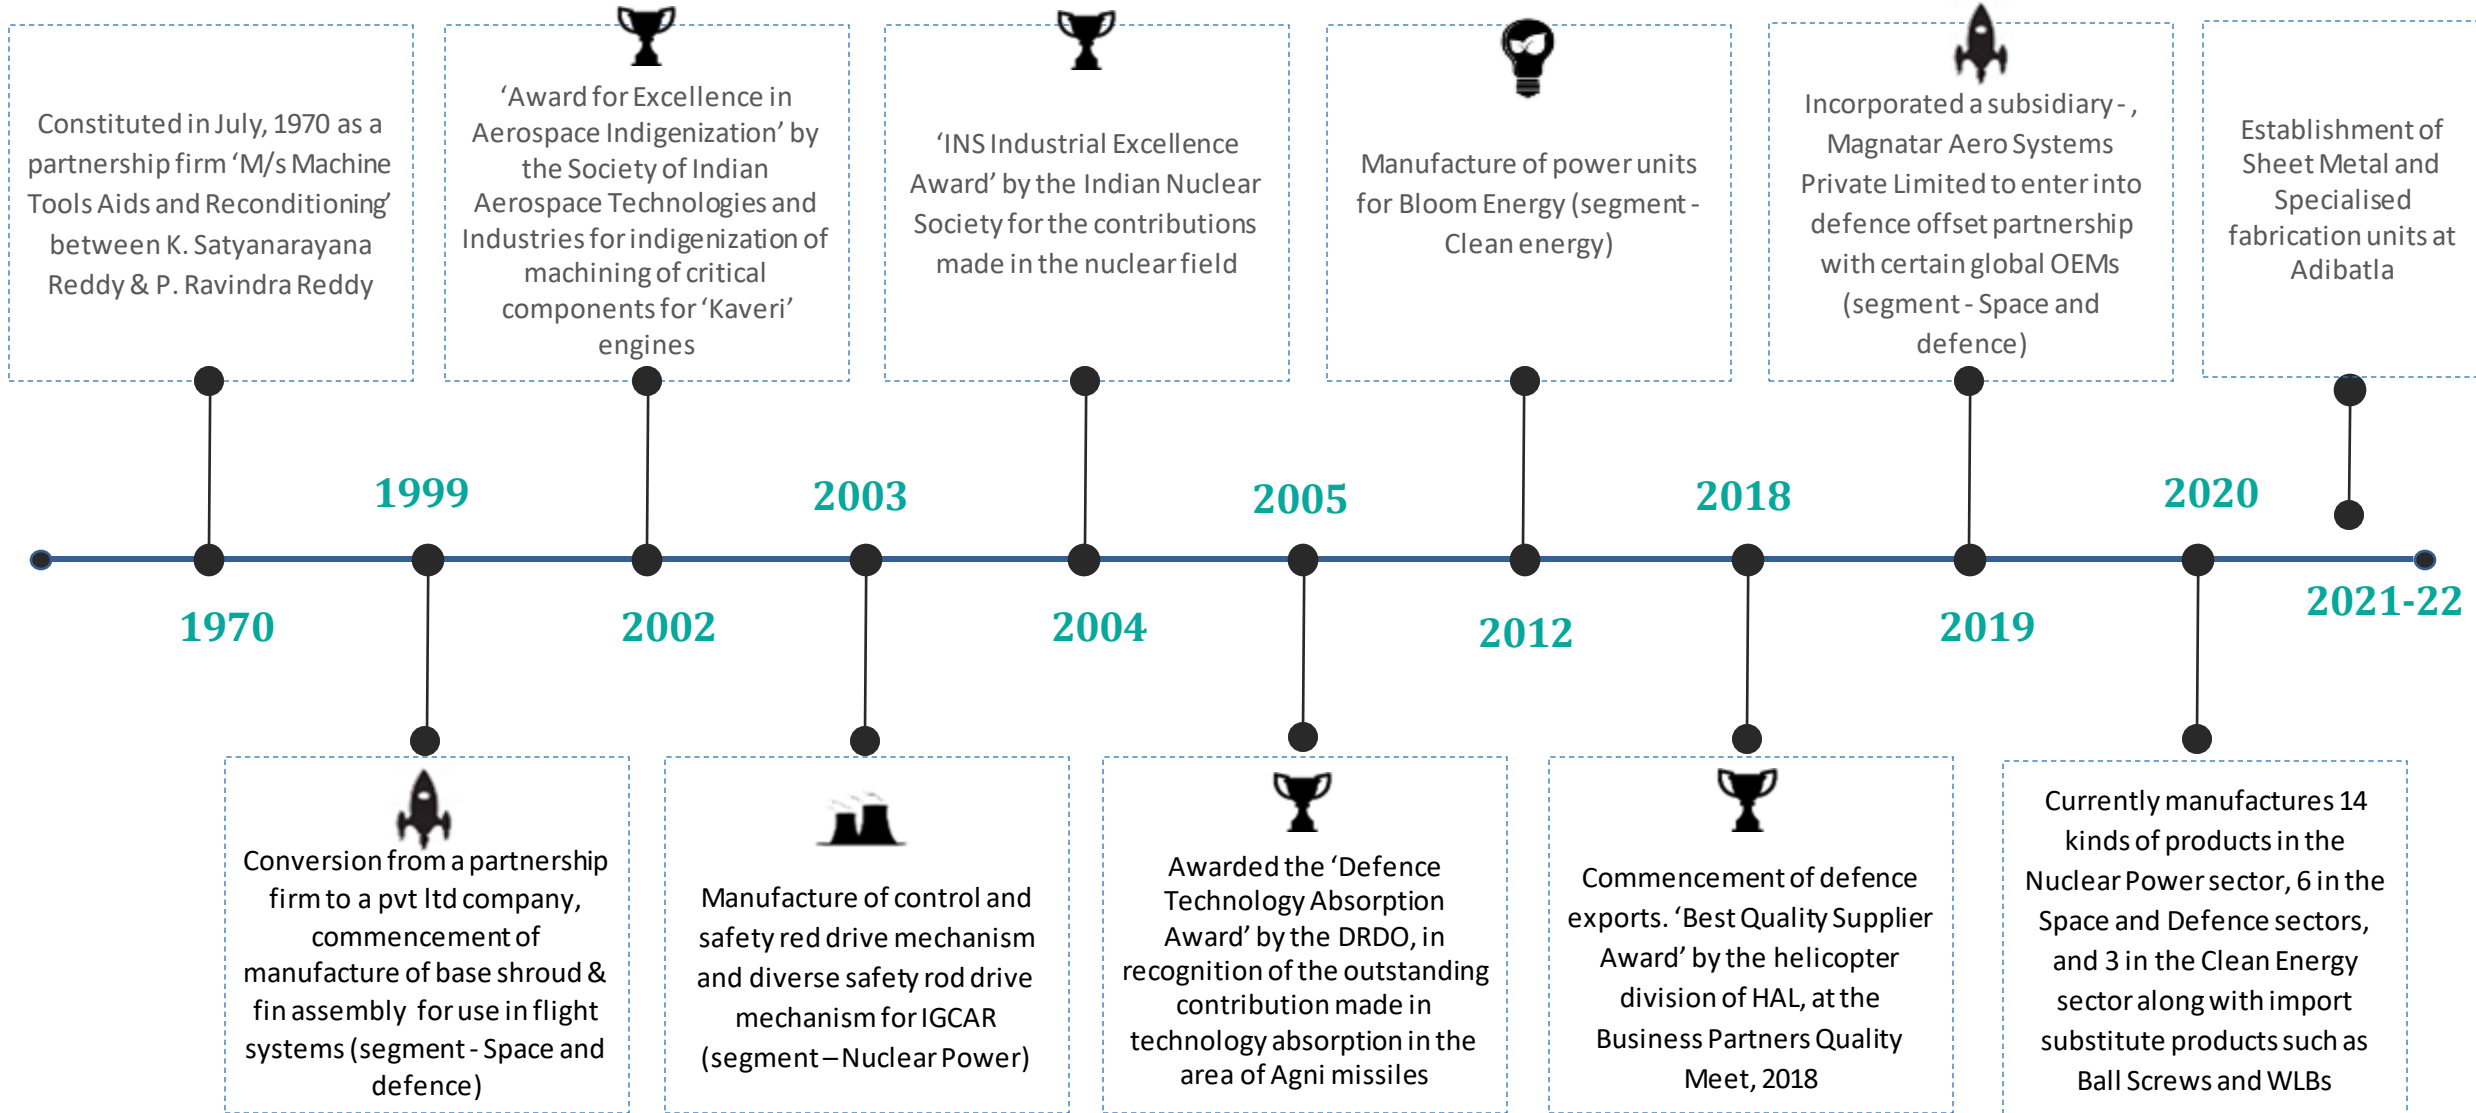 Constituted in July, 1970 as a
partnership firm ‘M/s Machine
Tools Aids and Reconditioning’
between K. Satyanarayana
Reddy & P. Ravindra Reddy
‘Award for Excellence in
Aerospace Indigenization’ by
the Society of Indian
Aerospace Technologies and
Industries for indigenization of
machining of critical
components for ‘Kaveri’
engines
‘INS Industrial Excellence
Award’ by the Indian Nuclear
Society for the contributions
made in the nuclear field
Manufacture of power units
for Bloom Energy (segment -
Clean energy)
Incorporated a subsidiary - ,
Magnatar Aero Systems
Private Limited to enter into
defence offset partnership
with certain global OEMs
(segment - Space and
defence)
Establishment of
Sheet Metal and
Specialised
fabrication units at
Adibatla
1999
2003
2005
2018
2020
1970
2002
2004
2012
2019
2021-22
Conversion from a partnership
firm to a pvt ltd company,
commencement of
manufacture of base shroud &
fin assembly for use in flight
systems (segment - Space and
defence)
Manufacture of control and
safety red drive mechanism
and diverse safety rod drive
mechanism for IGCAR
(segment – Nuclear Power)
Awarded the ‘Defence
Technology Absorption
Award’ by the DRDO, in
recognition of the outstanding
contribution made in
technology absorption in the
area of Agni missiles
Commencement of defence
exports. ‘Best Quality Supplier
Award’ by the helicopter
division of HAL, at the
Business Partners Quality
Meet, 2018
Currently manufactures 14
kinds of products in the
Nuclear Power sector, 6 in the
Space and Defence sectors,
and 3 in the Clean Energy
sector along with import
substitute products such as
Ball Screws and WLBs